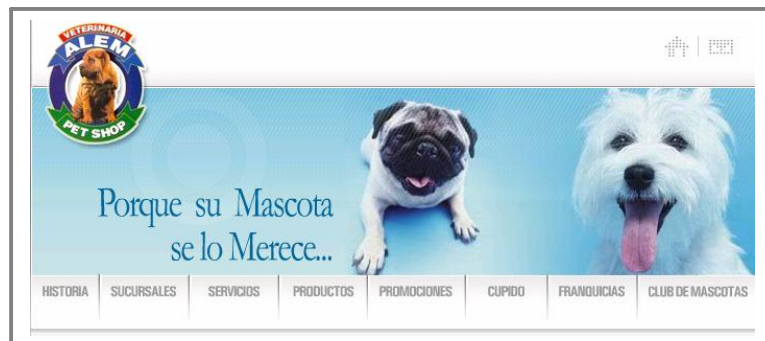 VETERINARIA
ALEM
PET SHOP
Porque su Mascota
se lo Merece...
HISTORIA SUCURSALES SERVICIOS PRODUCTOS PROMOCIONES CUPIDO FRANQUICIAS CLUB DE MASCOTAS